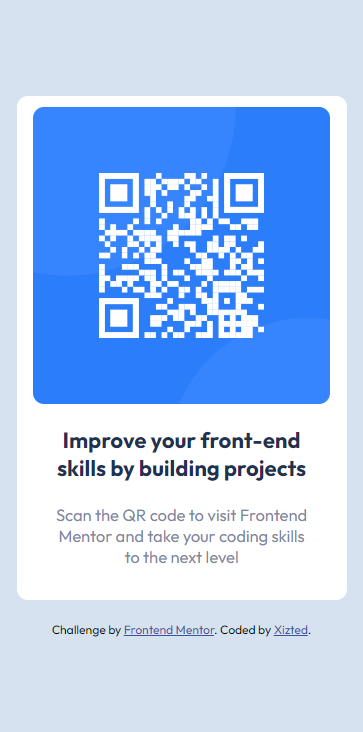 Improve your front-end
skills by building projects
Scan the QR code to visit Frontend
Mentor and take your coding skills
to the next level
Challenge by Frontend Mentor. Coded by Xizted.